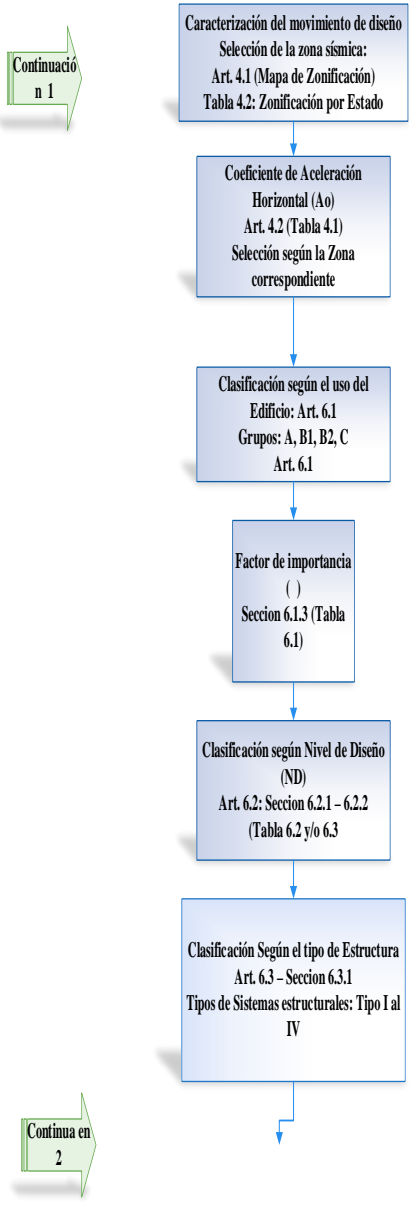 Continuació
n 1
Caracterización del movimiento de diseño
Selección de la zona sísmica:
Art. 4.1 (Mapa de Zonificación)
Tabla 4.2: Zonificación por Estado
Coeficiente de Aceleración
Horizontal (Ao)
Art. 4.2 (Tabla 4.1)
Selección según la Zona
correspondiente
Clasificación según el uso del
Edificio: Art. 6.1
Grupos: A, B1, B2, C
Art. 6.1
Factor de importancia
( )
Seccion 6.1.3 (Tabla
6.1)
Clasificación según Nivel de Diseño
(ND)
Art. 6.2: Seccion 6.2.1 – 6.2.2
(Tabla 6.2 y/o 6.3
Clasificación Según el tipo de Estructura
Art. 6.3 – Seccion 6.3.1
Tipos de Sistemas estructurales: Tipo I al
IV
Continua en
2